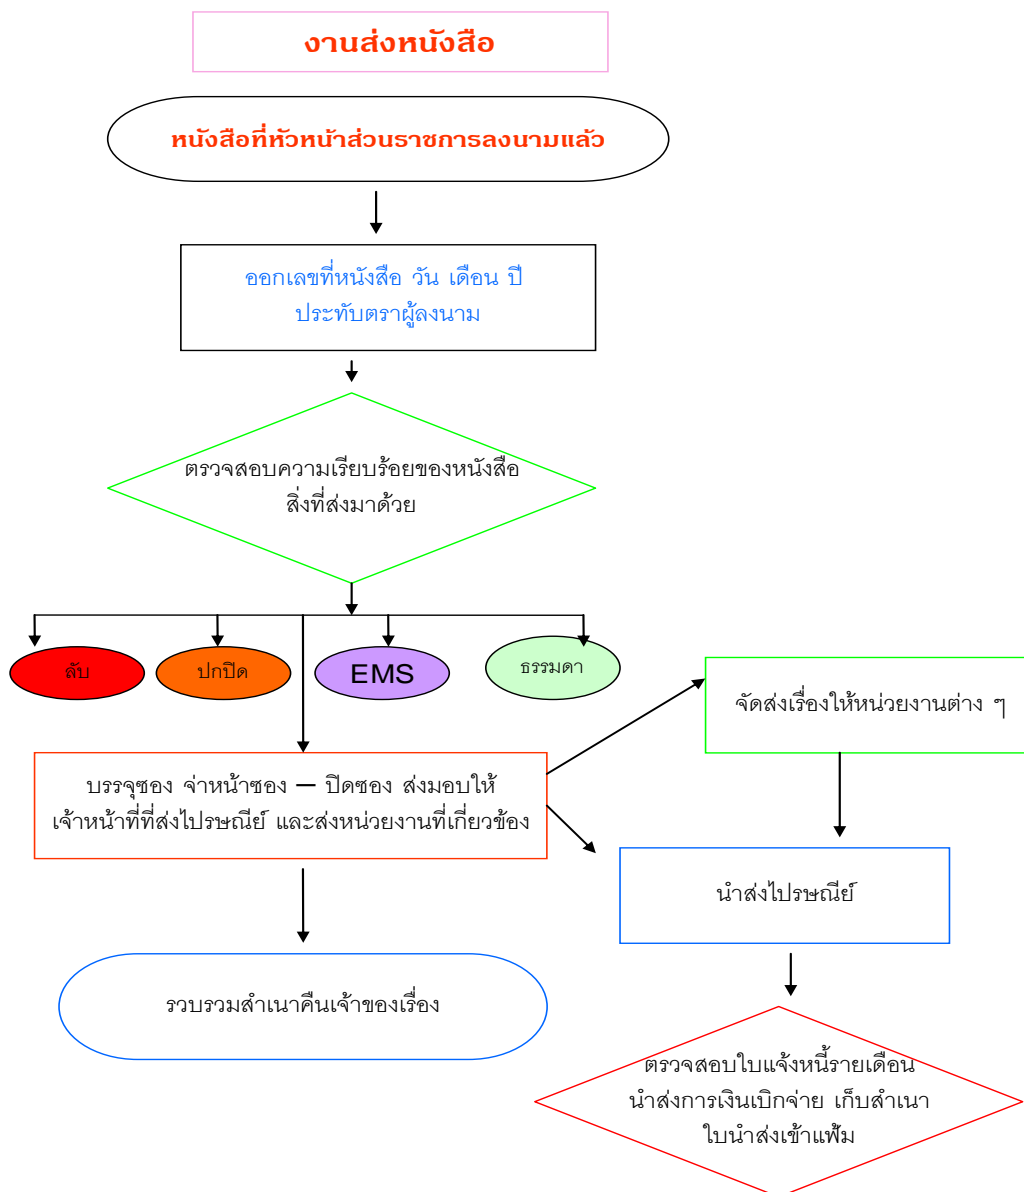 งานส่งหนังสือ
หนังสือที่หัวหน้าส่วนราชการลงนามแล้ว
ออกเลขที่หนังสือ วัน เดือน ปี
ประทับตราผู้ลงนาม
ตรวจสอบความเรียบร้อยของหนังสือ
สิ่งที่ส่งมาด้วย
ลับ
ปกปิด
EMS
ธรรมดา
จัดส่งเรื่องให้หน่วยงานต่าง ๆ
บรรจุซอง จ่าหน้าซอง – ปิดซอง ส่งมอบให้
เจ้าหน้าที่ที่ส่งไปรษณีย์ และส่งหน่วยงานที่เกี่ยวข้อง
นำส่งไปรษณีย์
รวบรวมสำเนาคืนเจ้าของเรื่อง
ตรวจสอบใบแจ้งหนี้รายเดือน
นำส่งการเงินเบิกจ่าย เก็บสำเนา
ใบนำส่งเข้าแฟ้ม